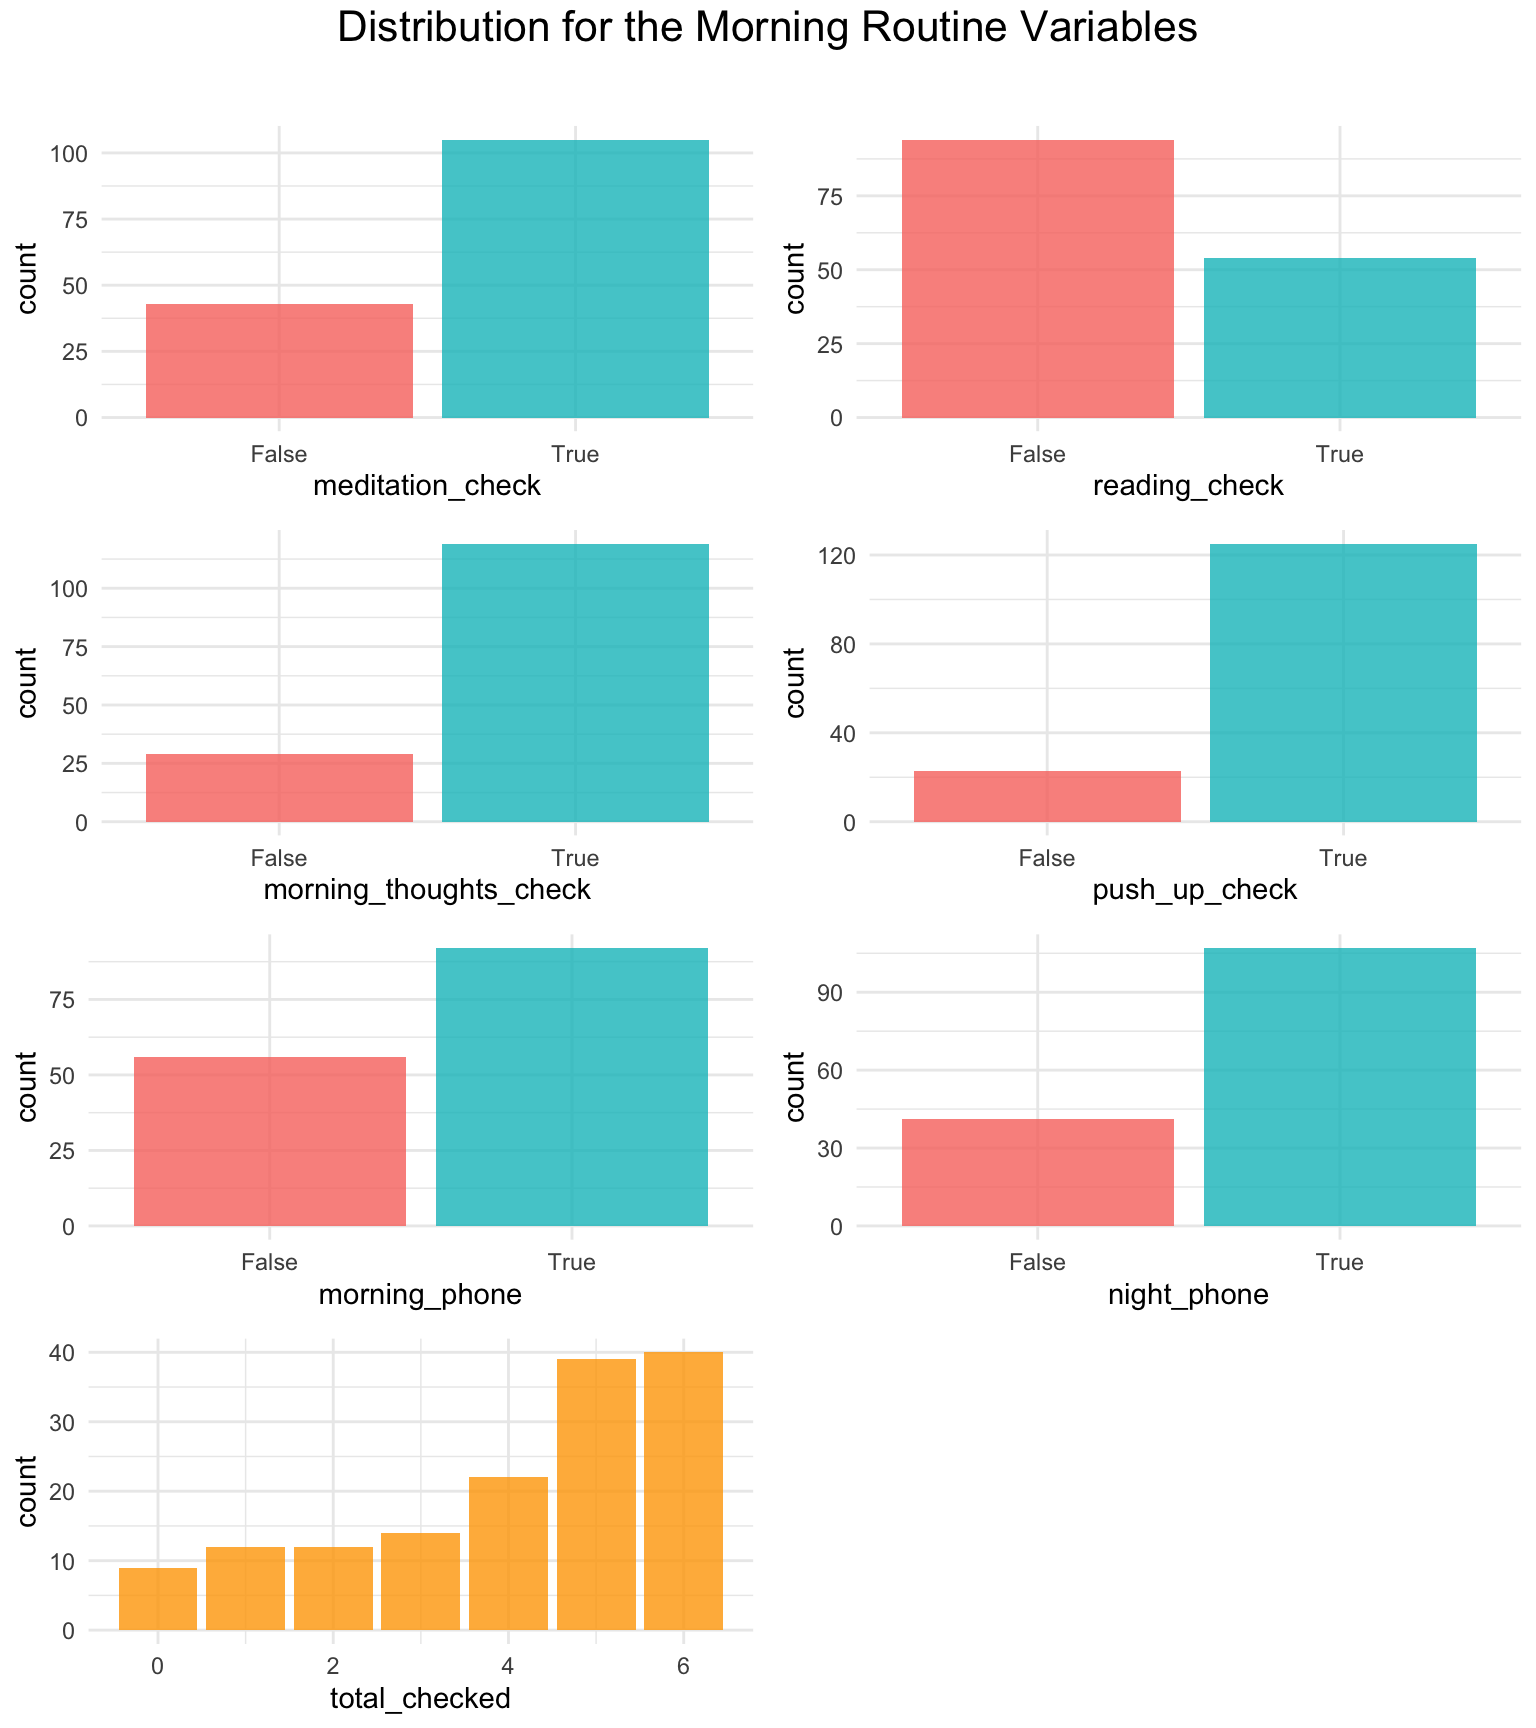 Distribution for the Morning Routine Variables
100
75
50
25
0
count
False True
meditation_check
75
50
25
0
count
False True
reading_check
100
75
50
25
0
count
False True
morning_thoughts_check
120
80
40
0
count
False True
push_up_check
75
50
25
0
count
False True
morning_phone
90
60
30
0
count
False True
night_phone
40
30
20
10
0
count
0 2 4 6
total_checked